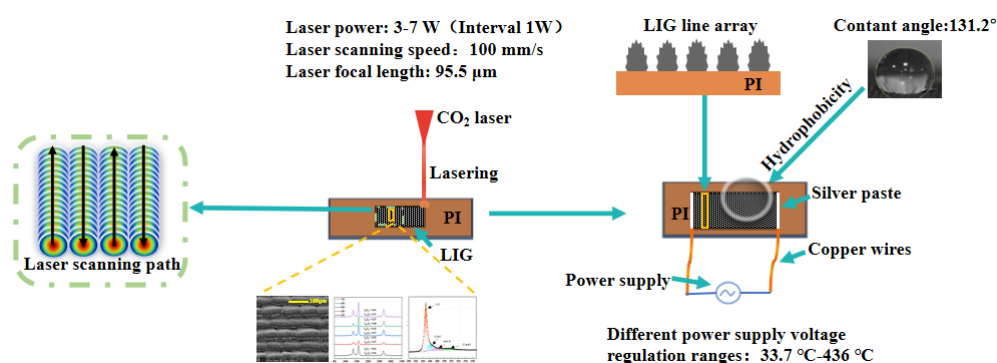 Laser power: 3-7 W（Interval 1W）
Laser scanning speed：100 mm/s
Laser focal length: 95.5 μm
CO₂ laser
Lasering
PI
LIG
Laser scanning path
LIG line array
PI
Contant angle:131.2°
Hydrophobicity
PI
Silver paste
Copper wires
Power supply
Different power supply voltage
regulation ranges：33.7 ℃-436 ℃